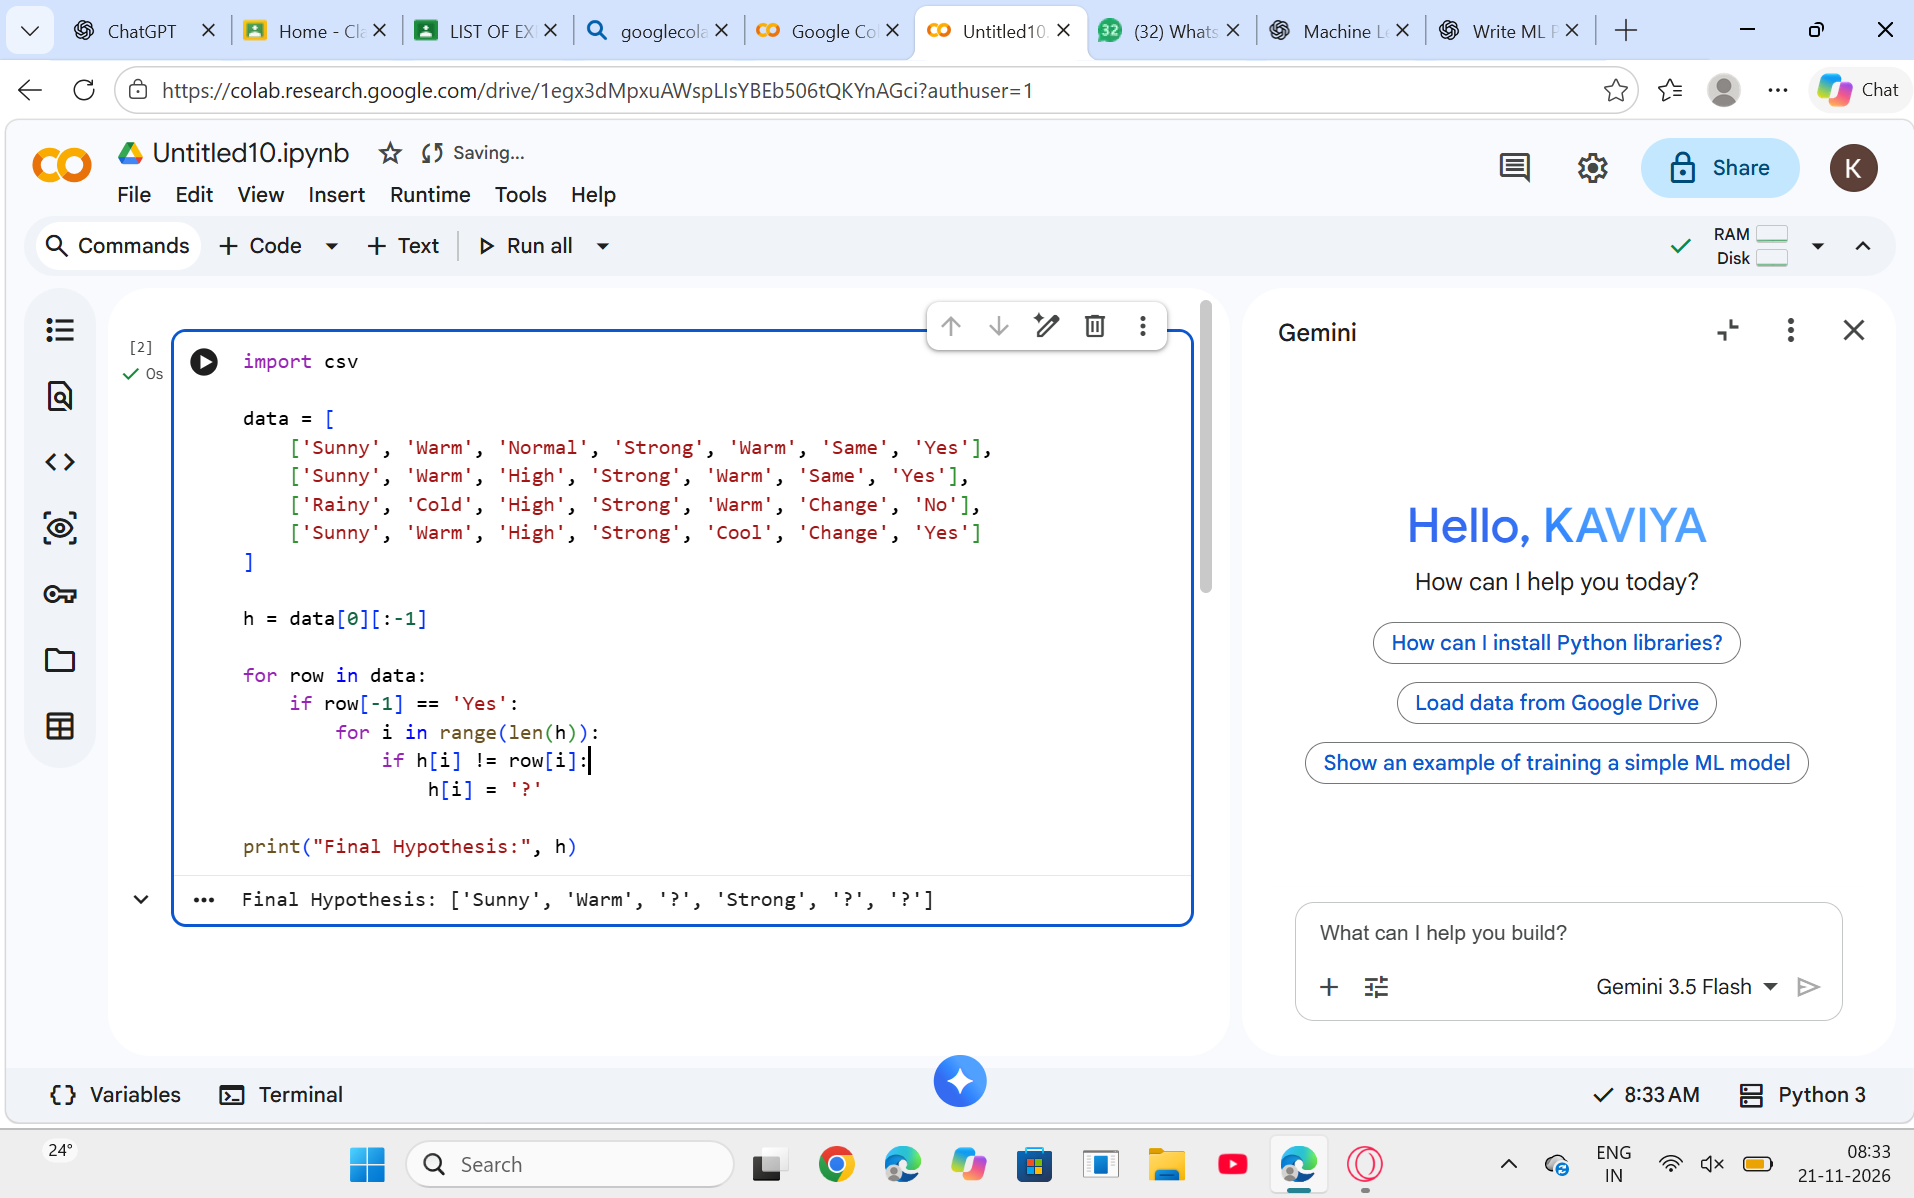 ChatGPT
Home - Cla
LIST OF EXI
googlecola
Google Co
Untitled10.
32
(32) Whats
Machine Le
Write ML P
https://colab.research.google.com/drive/1egx3dMpxuAWspLIsYBEb506tQKYnAGci?authuser=1
Chat
Untitled10.ipynb
Saving...
File Edit View Insert Runtime Tools Help
Share
K
Commands + Code + Text Run all
RAM
Disk
[2]
0s
import csv
data = [
['Sunny', 'Warm', 'Normal', 'Strong', 'Warm', 'Same', 'Yes'],
['Sunny', 'Warm', 'High', 'Strong', 'Warm', 'Same', 'Yes'],
['Rainy', 'Cold', 'High', 'Strong', 'Warm', 'Change', 'No'],
['Sunny', 'Warm', 'High', 'Strong', 'Cool', 'Change', 'Yes']
]
h = data[0][:-1]
for row in data:
if row[-1] == 'Yes':
for i in range(len(h)):
if h[i] != row[i]:
h[i] = '?'
print("Final Hypothesis:", h)
Final Hypothesis: ['Sunny', 'Warm', '?', 'Strong', '?', '?']
Gemini
Hello, KAVIYA
How can I help you today?
How can I install Python libraries?
Load data from Google Drive
Show an example of training a simple ML model
What can I help you build?
Gemini 3.5 Flash
Variables
Terminal
8:33 AM
Python 3
24°
Search
ENG
IN
08:33
21-11-2026